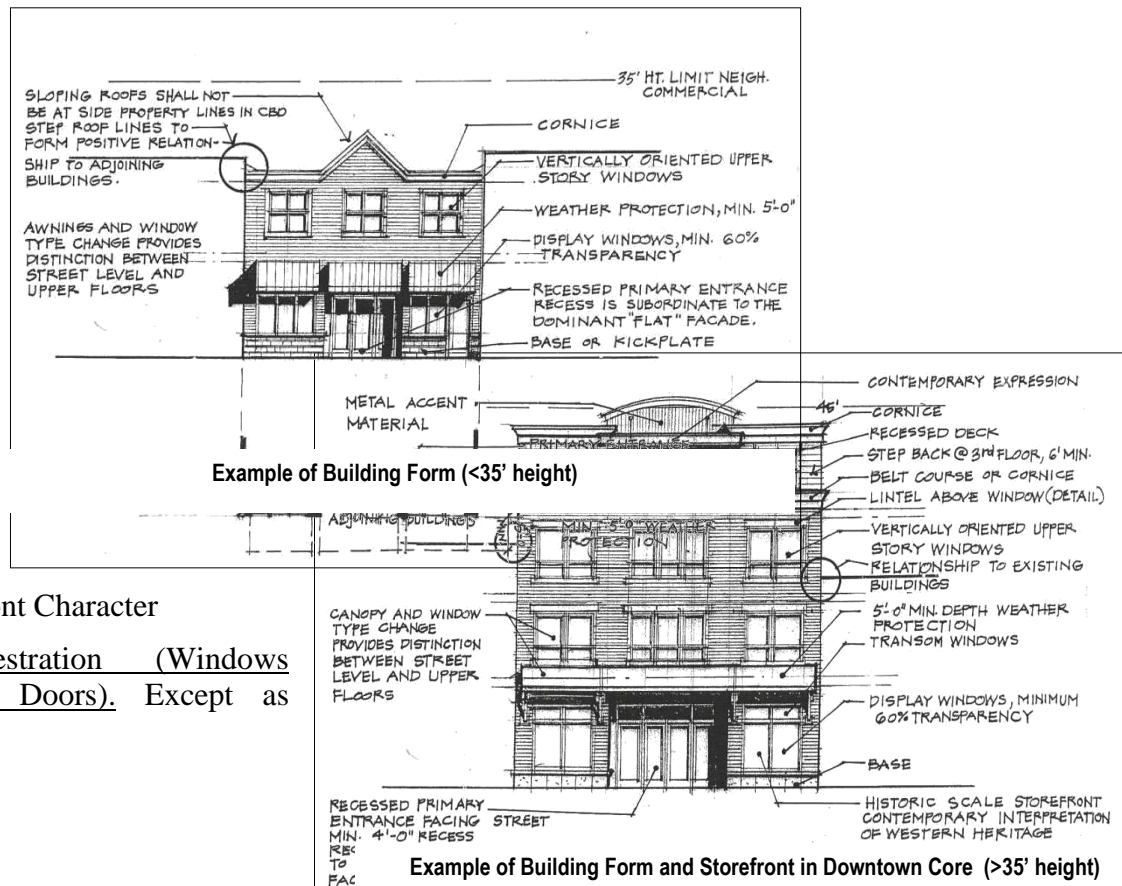 35' HT. LIMIT NEIGH.
COMMERCIAL
SLOPING ROOFS SHALL NOT
BE AT SIDE PROPERTY LINES IN CBD
STEP ROOF LINES TO
FORM POSITIVE RELATION-
SHIP TO ADJOINING
BUILDINGS.
AWNINGS AND WINDOW
TYPE CHANGE PROVIDES
DISTINCTION BETWEEN
STREET LEVEL AND
UPPER FLOORS
CORNICE
VERTICALLY ORIENTED UPPER
STORY WINDOWS
WEATHER PROTECTION, MIN. 5'-0"
DISPLAY WINDOWS, MIN. 60%
TRANSPARENCY
RECESSED PRIMARY ENTRANCE
RECESS IS SUBORDINATE TO THE
DOMINANT "FLAT" FACADE.
BASE OR KICKPLATE
Example of Building Form (<35' height)
ADJOINING BUILDINGS
METAL ACCENT
MATERIAL
PRIMARY ENTRANCE
MIN. 5'-0" WEATHER
PROTECTION
CONTEMPORARY EXPRESSION
45'
CORNICE
RECESSED DECK
STEP BACK @ 3rd FLOOR, 6' MIN.
BELT COURSE OR CORNICE
LINTEL ABOVE WINDOW (DETAIL)
VERTICALLY ORIENTED UPPER
STORY WINDOWS
RELATIONSHIP TO EXISTING
BUILDINGS
5'-0" MIN. DEPTH WEATHER
PROTECTION
TRANSOM WINDOWS
DISPLAY WINDOWS, MINIMUM
60% TRANSPARENCY
BASE
HISTORIC SCALE STOREFRONT
CONTEMPORARY INTERPRETATION
OF WESTERN HERITAGE
CANOPY AND WINDOW
TYPE CHANGE
PROVIDES DISTINCTION
BETWEEN STREET
LEVEL AND UPPER
FLOORS
RECESSED PRIMARY
ENTRANCE FACING STREET
MIN. 4'-0" RECESS
REC
TO
FAC
Example of Building Form and Storefront in Downtown Core (>35' height)
ent Character
estration (Windows
Doors). Except as